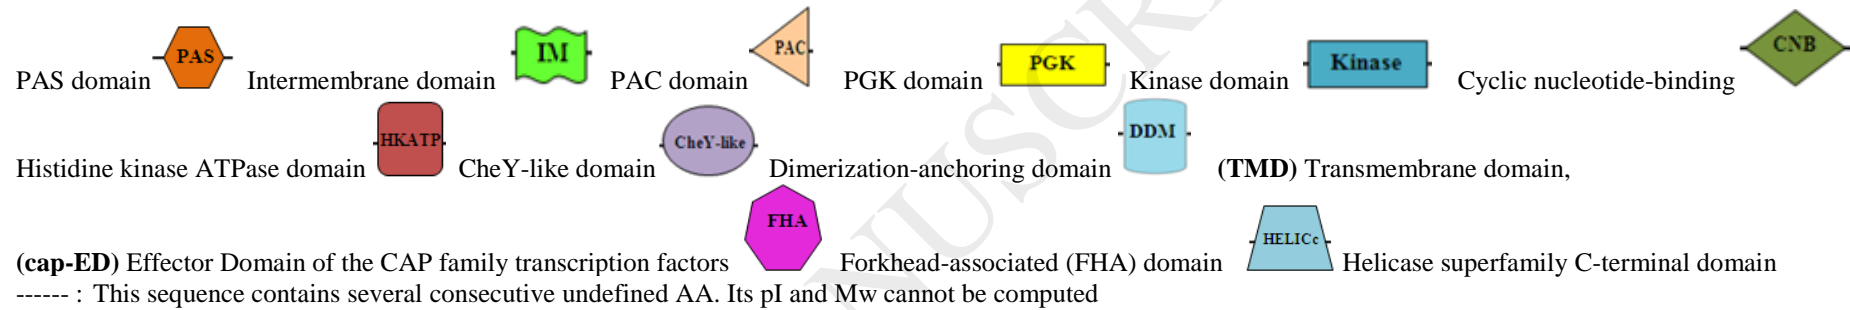 PAS domain PAS Intermembrane domain IM PAC domain PAC PGK domain PGK Kinase domain Kinase Cyclic nucleotide-binding CNB
Histidine kinase ATPase domain HKATP CheY-like domain CheY-like Dimerization-anchoring domain DDM (TMD) Transmembrane domain,
(cap-ED) Effector Domain of the CAP family transcription factors FHA Forkhead-associated (FHA) domain HELICc Helicase superfamily C-terminal domain
------ : This sequence contains several consecutive undefined AA. Its pI and Mw cannot be computed
NUSCR